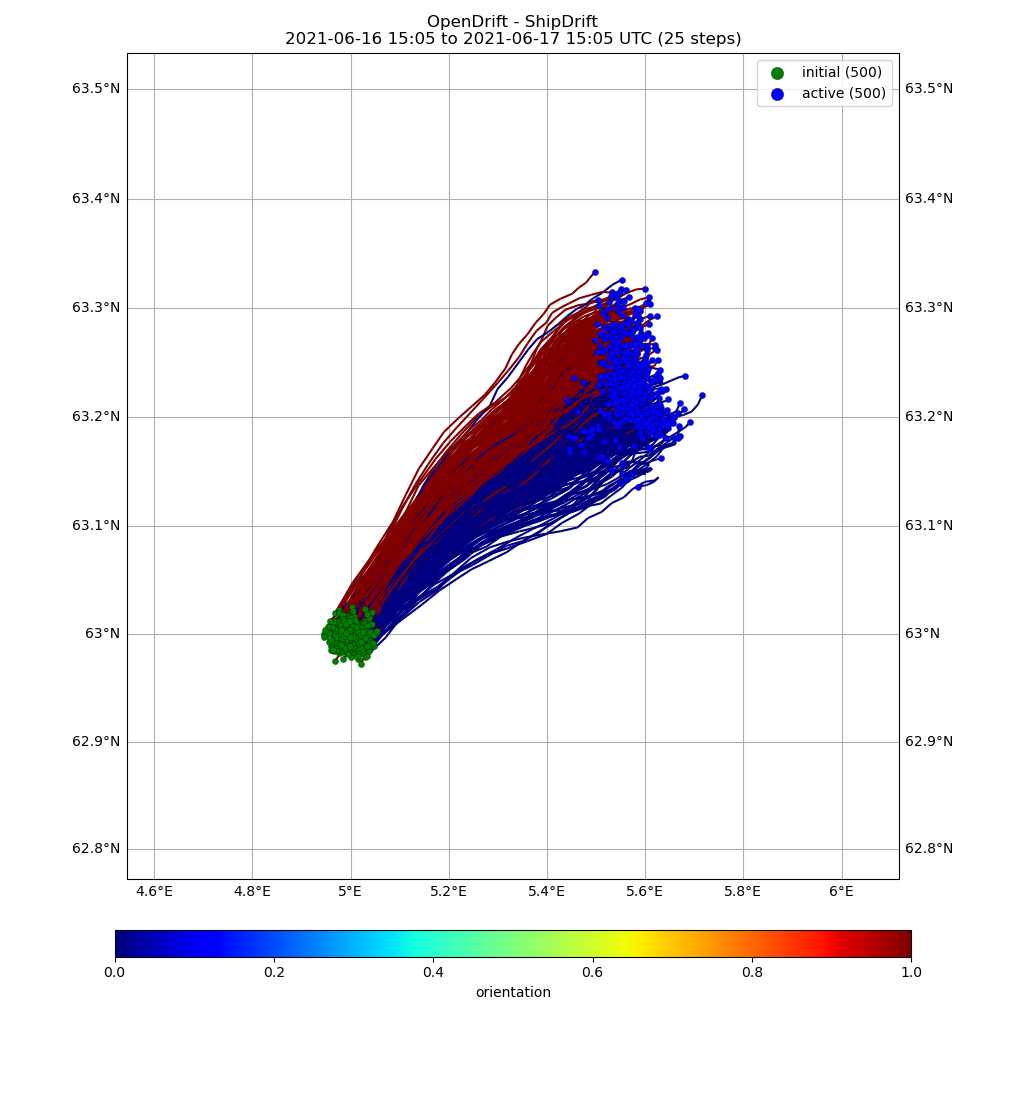 OpenDrift - ShipDrift
2021-06-16 15:05 to 2021-06-17 15:05 UTC (25 steps)
initial (500)
active (500)
63.5°N 63.5°N
63.4°N 63.4°N
63.3°N 63.3°N
63.2°N 63.2°N
63.1°N 63.1°N
63°N 63°N
62.9°N 62.9°N
62.8°N 62.8°N
4.6°E 4.8°E 5°E 5.2°E 5.4°E 5.6°E 5.8°E 6°E
0.0 0.2 0.4 0.6 0.8 1.0
orientation